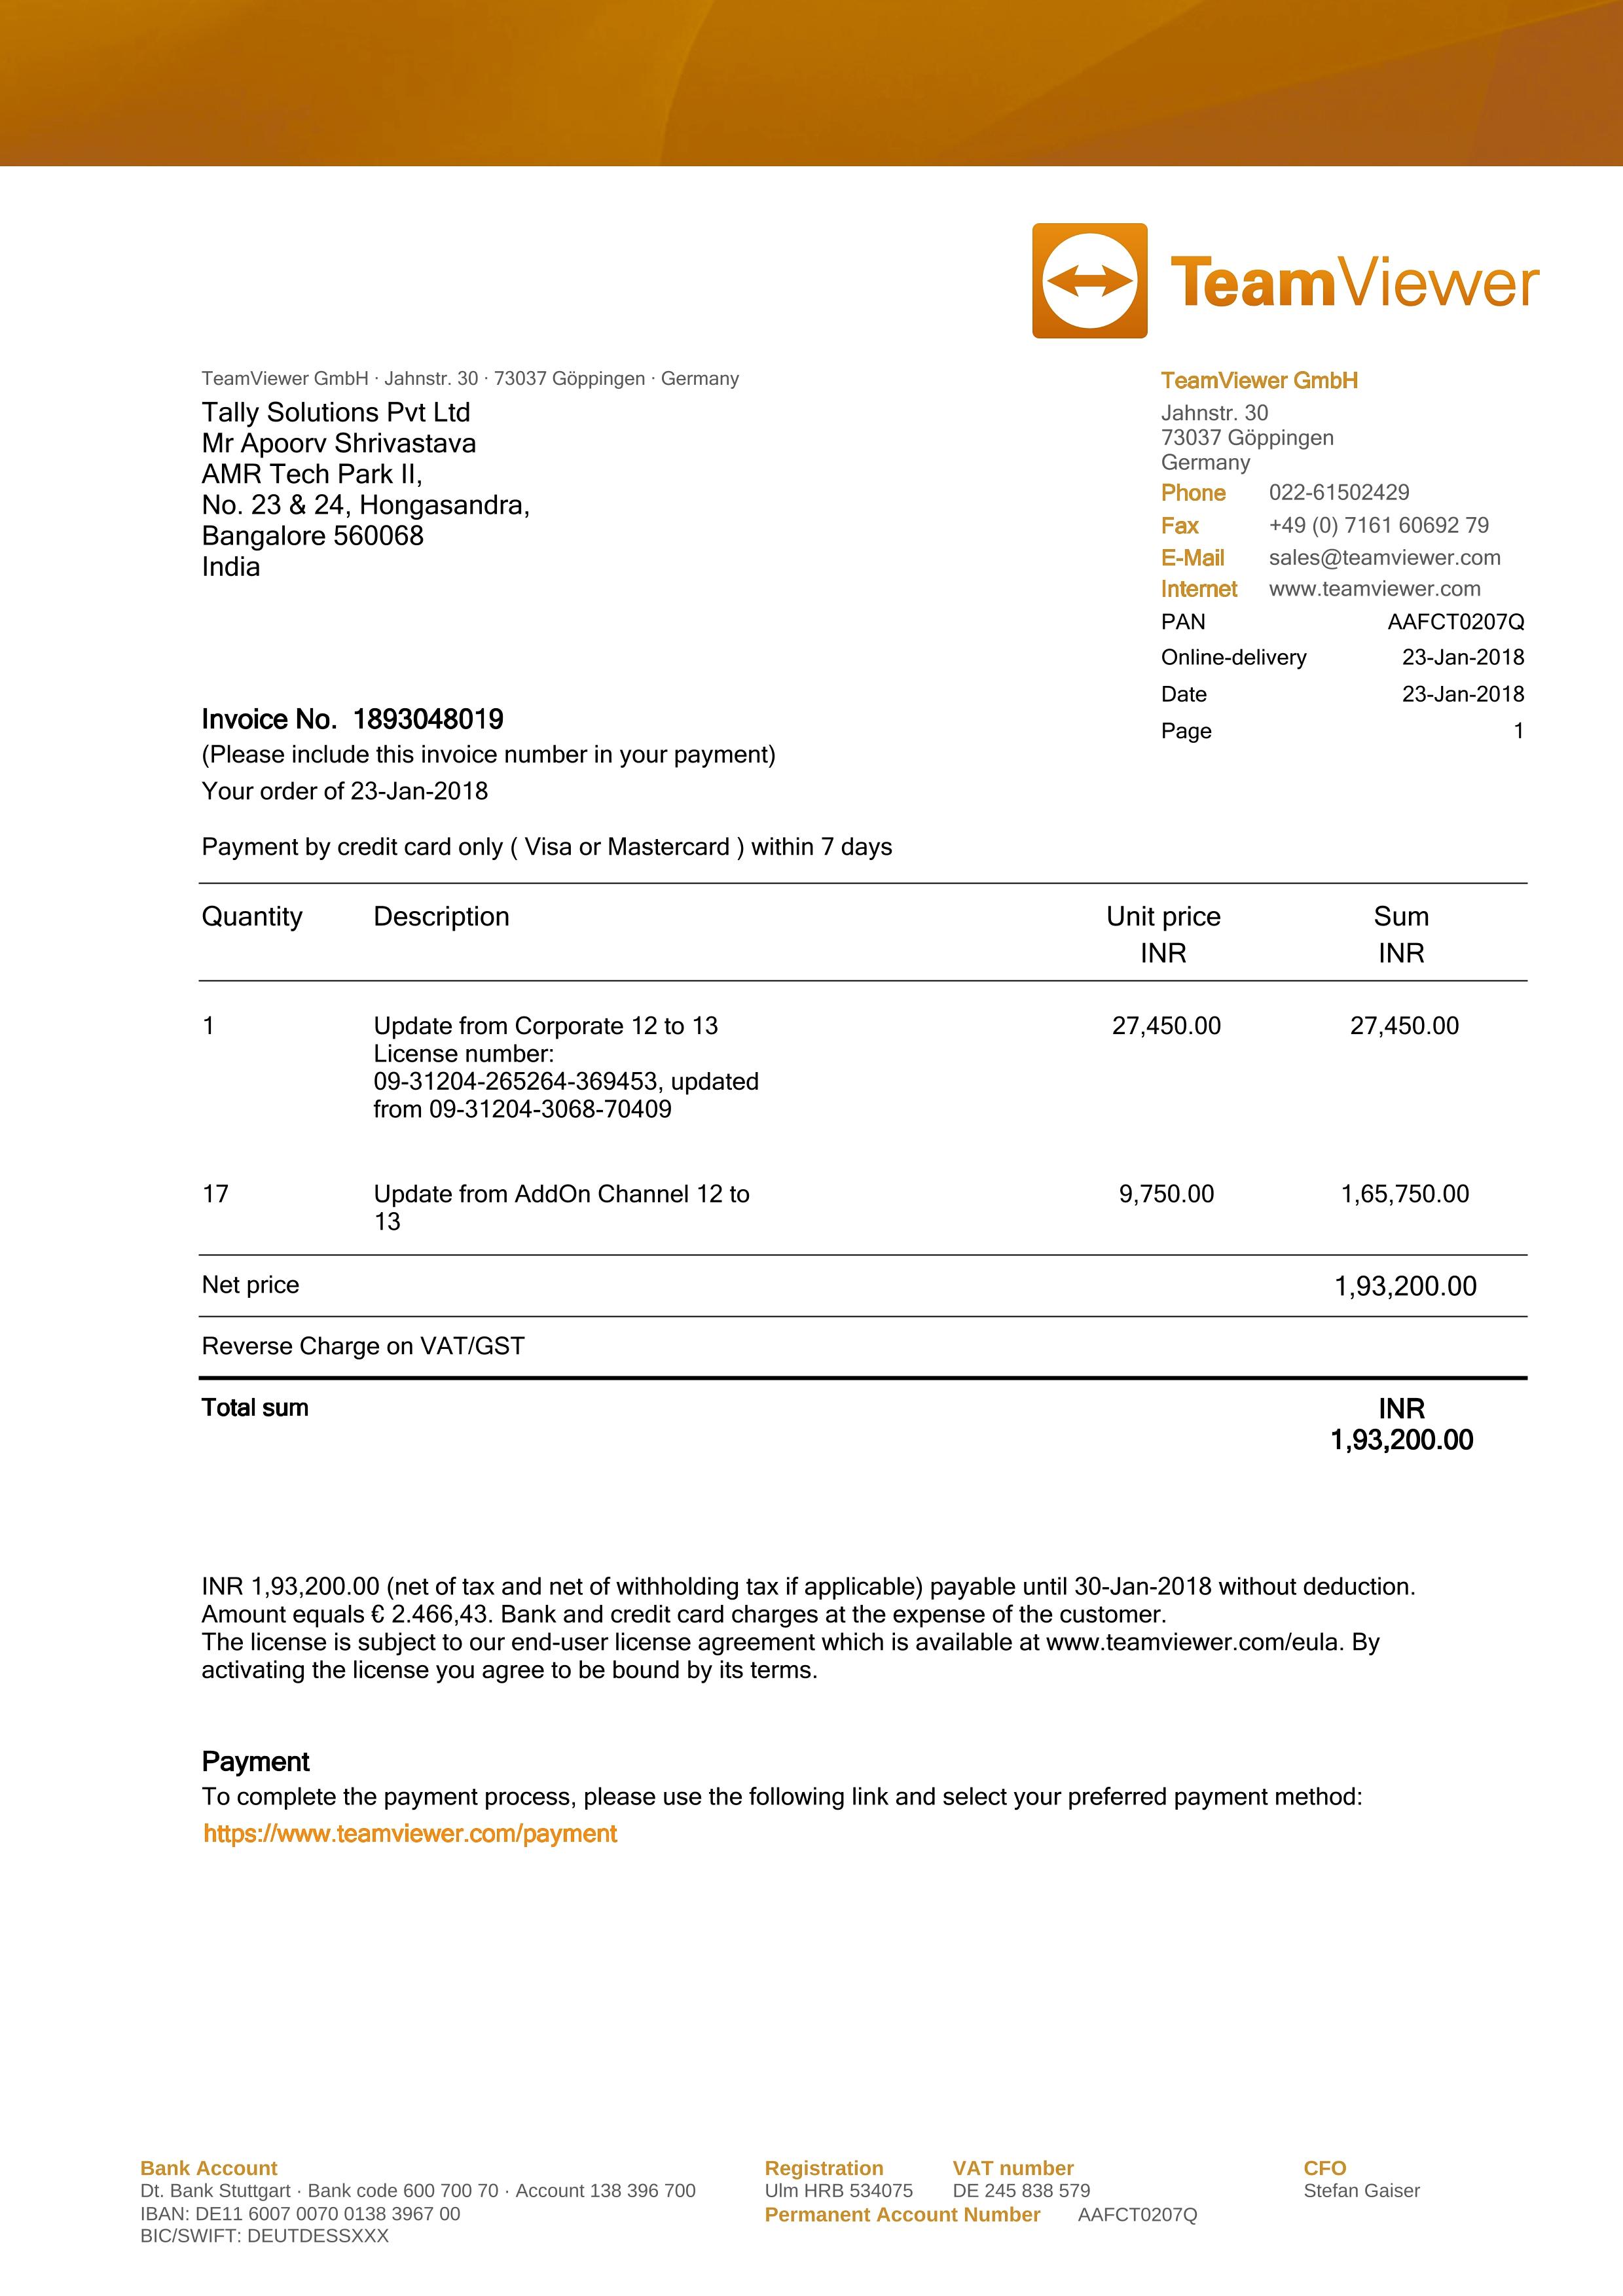 TeamViewer
TeamViewer GmbH · Jahnstr. 30 · 73037 Göppingen · Germany
Tally Solutions Pvt Ltd
Mr Apoorv Shrivastava
AMR Tech Park II,
No. 23 & 24, Hongasandra,
Bangalore 560068
India
TeamViewer GmbH
Jahnstr. 30
73037 Göppingen
Germany
Phone 022-61502429
Fax +49 (0) 7161 60692 79
E-Mail sales@teamviewer.com
Internet www.teamviewer.com
PAN AAFCT0207Q
Online-delivery 23-Jan-2018
Date 23-Jan-2018
Page 1
Invoice No. 1893048019
(Please include this invoice number in your payment)
Your order of 23-Jan-2018
Payment by credit card only ( Visa or Mastercard ) within 7 days
Quantity Description Unit price Sum
INR INR
1 Update from Corporate 12 to 13 27,450.00 27,450.00
License number:
09-31204-265264-369453, updated
from 09-31204-3068-70409
17 Update from AddOn Channel 12 to 9,750.00 1,65,750.00
13
Net price 1,93,200.00
Reverse Charge on VAT/GST
Total sum INR
1,93,200.00
INR 1,93,200.00 (net of tax and net of withholding tax if applicable) payable until 30-Jan-2018 without deduction.
Amount equals € 2.466,43. Bank and credit card charges at the expense of the customer.
The license is subject to our end-user license agreement which is available at www.teamviewer.com/eula. By
activating the license you agree to be bound by its terms.
Payment
To complete the payment process, please use the following link and select your preferred payment method:
https://www.teamviewer.com/payment
Bank Account
Dt. Bank Stuttgart · Bank code 600 700 70 · Account 138 396 700
IBAN: DE11 6007 0070 0138 3967 00
BIC/SWIFT: DEUTDESSXXX
Registration VAT number
Ulm HRB 534075 DE 245 838 579
Permanent Account Number AAFCT0207Q
CFO
Stefan Gaiser